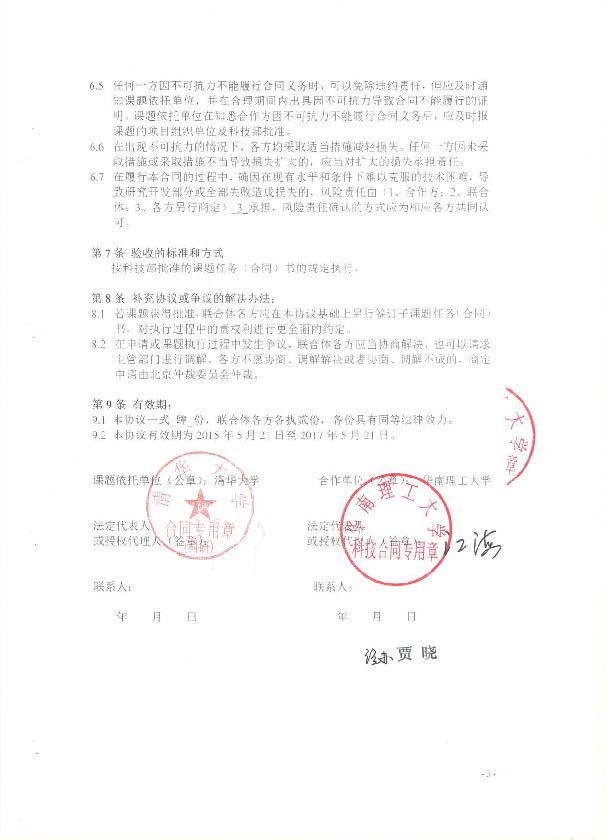 6.5 任何一方因不可抗力不能履行合同义务时，可以免除违约责任，但应及时通
知课题依托单位，并在合理期间内出具因不可抗力导致合同不能履行的证
明。课题依托单位在知悉合作方因不可抗力不能履行合同义务后，应及时报
课题的项目组织单位及科技部批准。
6.6 在出现不可抗力的情况下，各方均采取适当措施减轻损失。任何一方因未采
取措施或采取措施不当导致损失扩大的，应当对扩大的损失承担责任。
6.7 在履行本合同的过程中，确因在现有水平和条件下难以克服的技术困难，导
致研究开发部分或全部失败造成损失的，风险责任由（1、合作方；2、联合
体；3、各方另行商定）_3_承担，风险责任确认的方式应为相应各方共同认
可。
第 7 条 验收的标准和方式
按科技部批准的课题任务（合同）书的规定执行。
第 8 条 补充协议或争议的解决办法：
8.1 若课题获得批准，联合体各方应在本协议基础上另行签订子课题任务（合同）
书，对执行过程中的责权利进行更全面的约定。
8.2 在申请或课题执行过程中发生争议，联合体各方应当协商解决，也可以请求
主管部门进行调解。各方不愿协商、调解解决或者协商、调解不成的，商定
申请由北京仲裁委员会仲裁。
第 9 条 有效期：
9.1 本协议一式_肆_份，联合体各方各执贰份，各份具有同等法律效力。
9.2 本协议有效期为 2015 年 5 月 21 日至 2017 年 5 月 21 日。
工大学
章
课题依托单位（公章）：清华大学 合作单位（公章）：华南理工大学
清华大学
合同专用章
(科研)
华南理工大学
科技合同专用章
法定代表人 法定代表人
或授权代理人（签章）： 或授权代理人（签章）
江海
联系人： 联系人：
年 月 日 年 月 日
经办 贾 晓
- 3 -